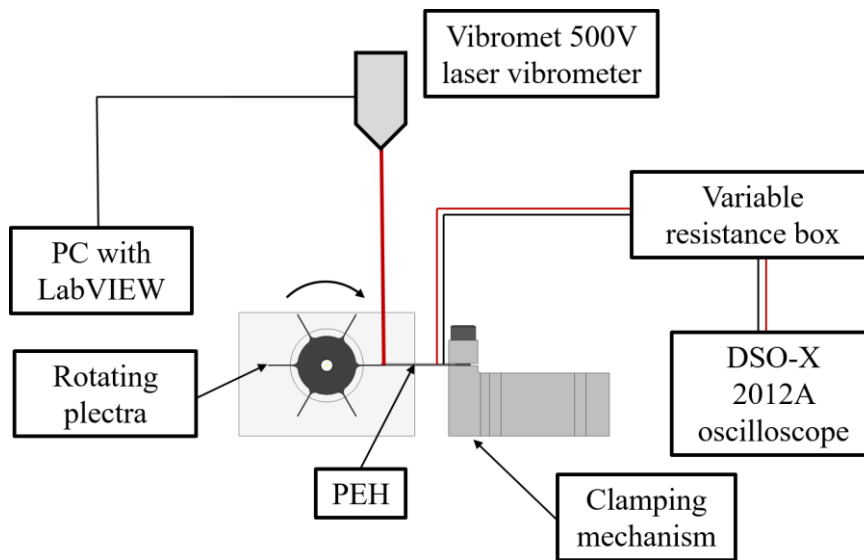 Vibromet 500V
laser vibrometer
Variable
resistance box
PC with
LabVIEW
Rotating
plectra
DSO-X
2012A
oscilloscope
PEH
Clamping
mechanism